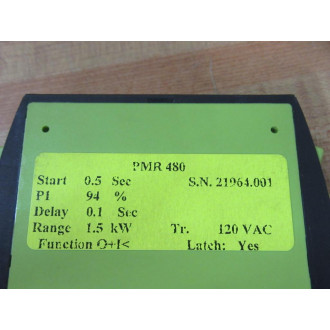 PMR 480
Start 0.5 Sec S.N. 21964.001
P1 94 %
Delay 0.1 Sec
Range 1.5 kW Tr. 120 VAC
Function O+I< Latch: Yes